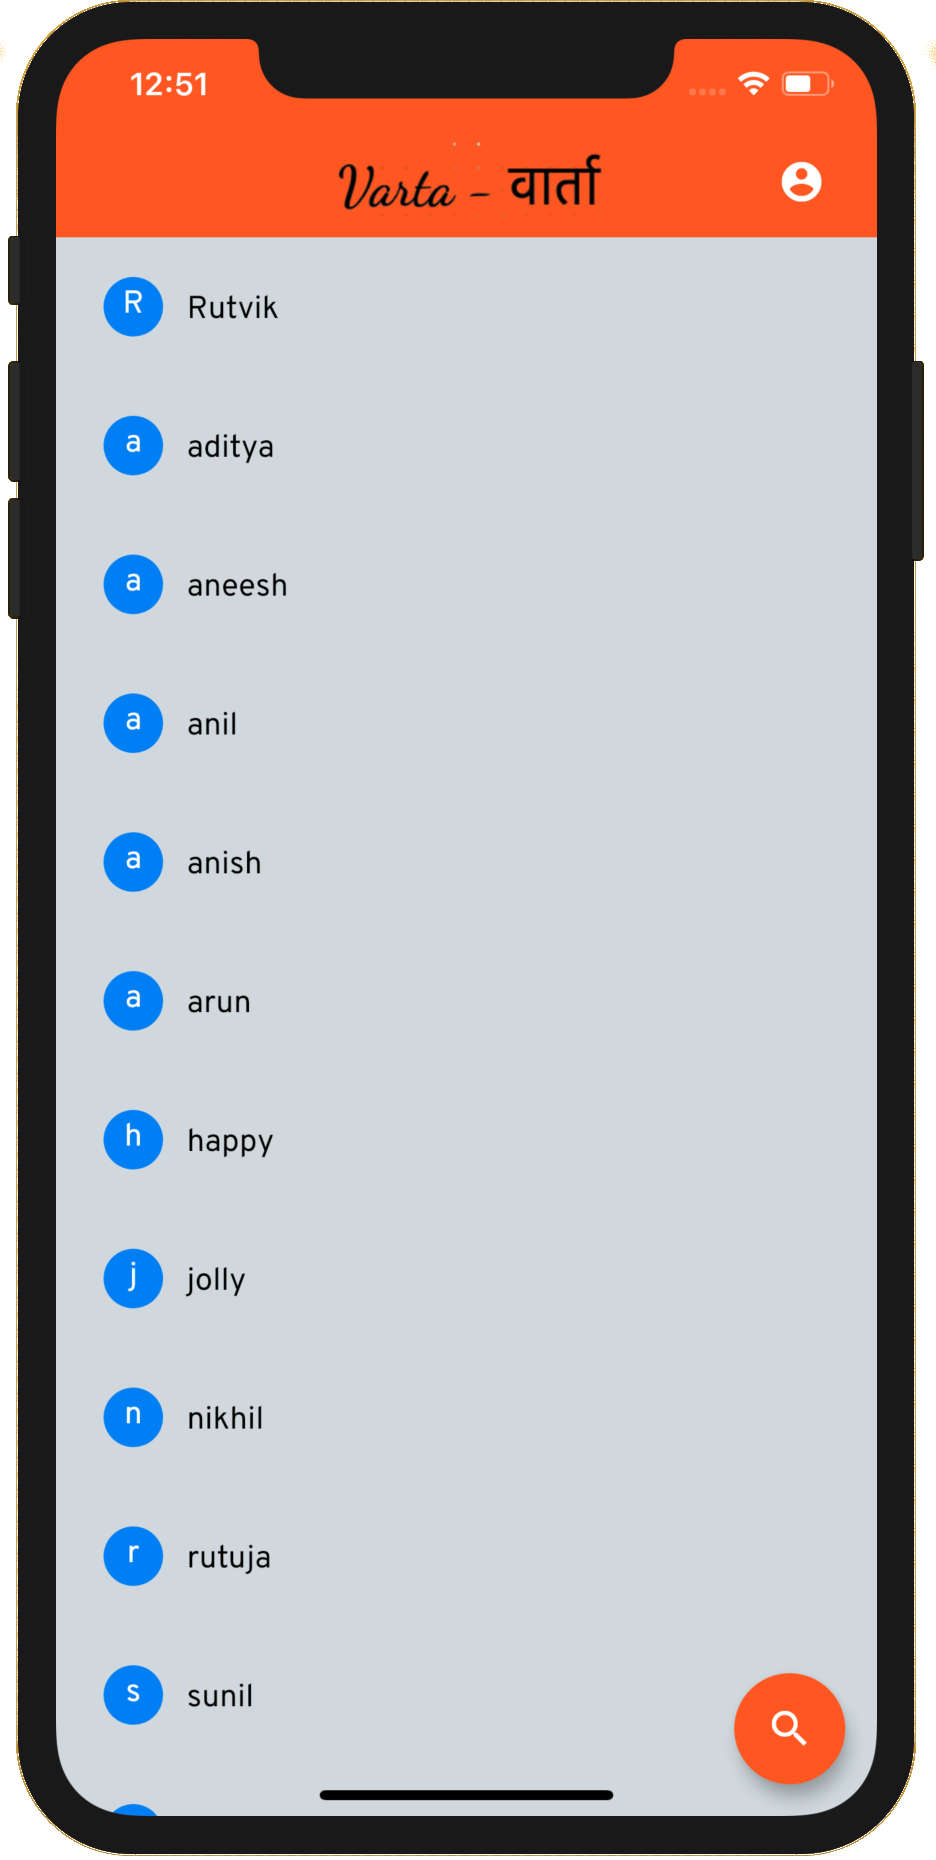 12:51
Varta - वार्ता
R Rutvik
a aditya
a aneesh
a anil
a anish
a arun
h happy
j jolly
n nikhil
r rutuja
s sunil